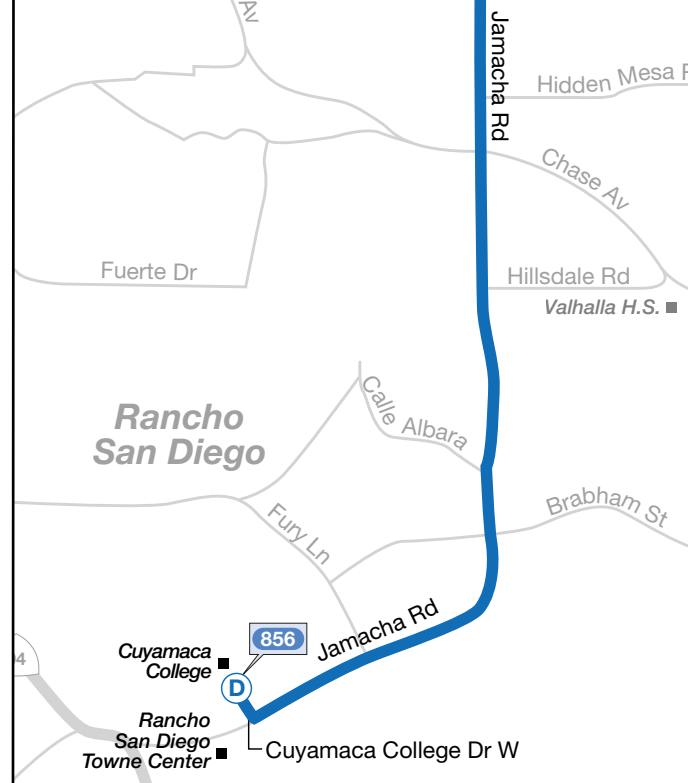 Av
Jamacha Rd
Hidden Mesa
Chase Av
Fuerte Dr
Hillsdale Rd
Valhalla H.S.
Rancho
San Diego
Calle Albara
Brabham St
Fury Ln
Jamacha Rd
856
Cuyamaca
College
D
Rancho
San Diego
Towne Center
Cuyamaca College Dr W